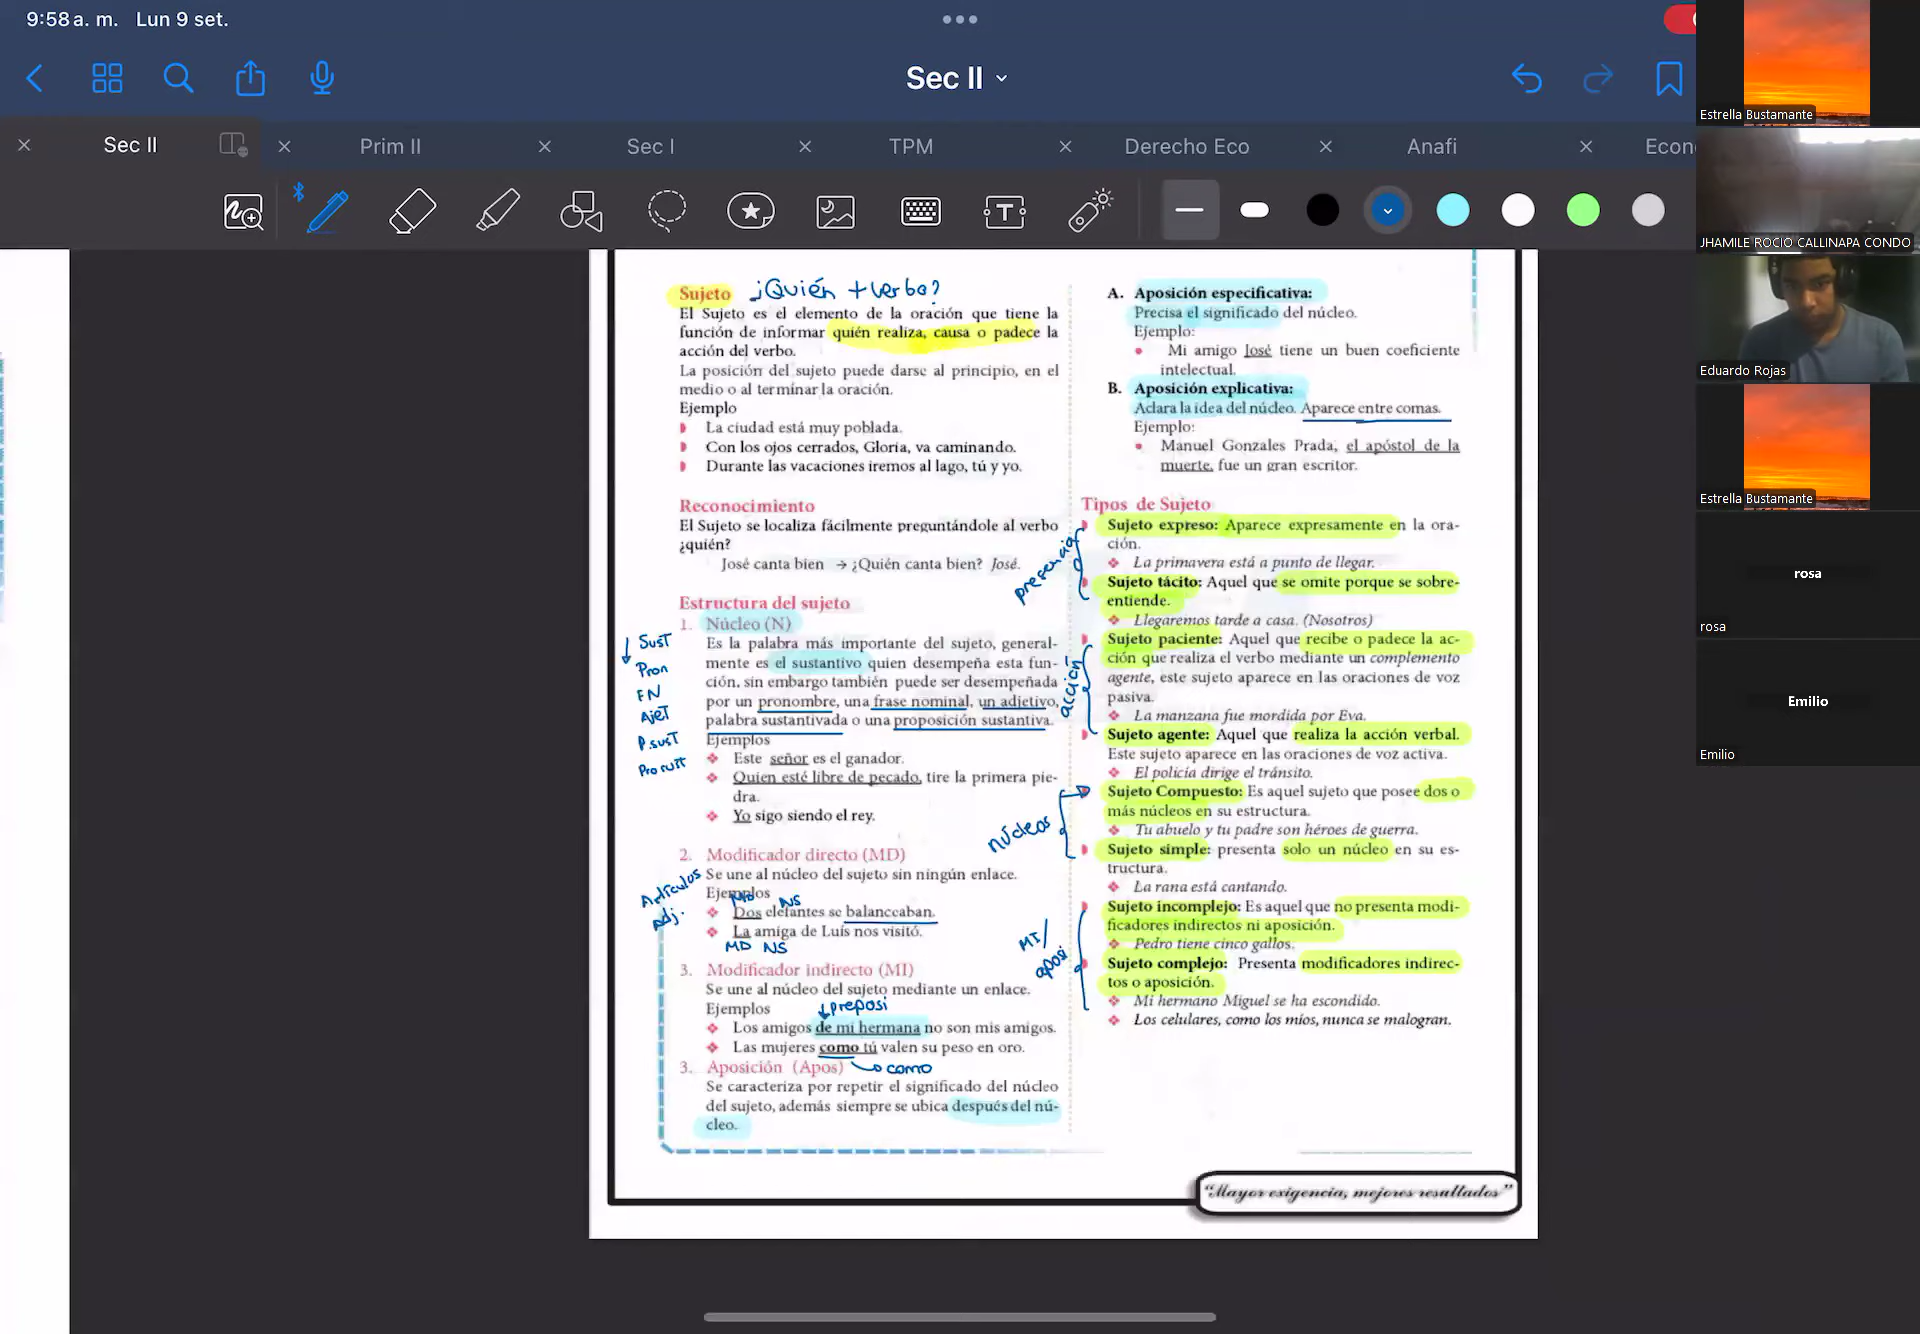 9:58 a. m. Lun 9 set.
Sec II
Sec II
Prim II
Sec I
TPM
Derecho Eco
Anafi
Econ
Sujeto ¿Quién + verbo?
El Sujeto es el elemento de la oración que tiene la
función de informar quién realiza, causa o padece la
acción del verbo.
La posición del sujeto puede darse al principio, en el
medio o al terminar la oración.
Ejemplo
La ciudad está muy poblada.
Con los ojos cerrados, Gloria, va caminando.
Durante las vacaciones iremos al lago, tú y yo.
Reconocimiento
El Sujeto se localiza fácilmente preguntándole al verbo
¿quién?
José canta bien → ¿Quién canta bien? José.
Estructura del sujeto
1. Núcleo (N)
Es la palabra más importante del sujeto, general-
mente es el sustantivo quien desempeña esta fun-
ción, sin embargo también puede ser desempeñada
por un pronombre, una frase nominal, un adjetivo,
palabra sustantivada o una proposición sustantiva.
Ejemplos
Este señor es el ganador.
Quien esté libre de pecado, tire la primera pie-
dra.
Yo sigo siendo el rey.
SusT
Pron
FN
AjeT
P.susT
2. Modificador directo (MD)
Se une al núcleo del sujeto sin ningún enlace.
Ejemplos
MD NS
Dos elefantes se balanceaban.
La amiga de Luis nos visitó.
MD NS
Artículos
Adj.
3. Modificador indirecto (MI)
Se une al núcleo del sujeto mediante un enlace.
Ejemplos
preposi
Los amigos de mi hermana no son mis amigos.
Las mujeres como tú valen su peso en oro.
3. Aposición (Apos) como
Se caracteriza por repetir el significado del núcleo
del sujeto, además siempre se ubica después del nú-
cleo.
A. Aposición especificativa:
Precisa el significado del núcleo.
Ejemplo:
Mi amigo José tiene un buen coeficiente
intelectual.
B. Aposición explicativa:
Aclara la idea del núcleo. Aparece entre comas.
Ejemplo:
Manuel Gonzales Prada, el apóstol de la
muerte, fue un gran escritor.
Tipos de Sujeto
Sujeto expreso: Aparece expresamente en la ora-
ción.
La primavera está a punto de llegar.
Sujeto tácito: Aquel que se omite porque se sobre-
entiende.
Llegaremos tarde a casa. (Nosotros)
presencia
Sujeto paciente: Aquel que recibe o padece la ac-
ción que realiza el verbo mediante un complemento
agente, este sujeto aparece en las oraciones de voz
pasiva.
La manzana fue mordida por Eva.
acción
Sujeto agente: Aquel que realiza la acción verbal.
Este sujeto aparece en las oraciones de voz activa.
El policía dirige el tránsito.
Sujeto Compuesto: Es aquel sujeto que posee dos o
más núcleos en su estructura.
Tu abuelo y tu padre son héroes de guerra.
núcleos
Sujeto simple: presenta solo un núcleo en su es-
tructura.
La rana está cantando.
Sujeto incomplejo: Es aquel que no presenta modi-
ficadores indirectos ni aposición.
Pedro tiene cinco gallos.
MI/
aposi
Sujeto complejo: Presenta modificadores indirec-
tos o aposición.
Mi hermano Miguel se ha escondido.
Los celulares, como los míos, nunca se malogran.
"Mayor exigencia, mejores resultados"
Estrella Bustamante
JHAMILE ROCIO CALLINAPA CONDO
Eduardo Rojas
Estrella Bustamante
rosa
rosa
Emilio
Emilio